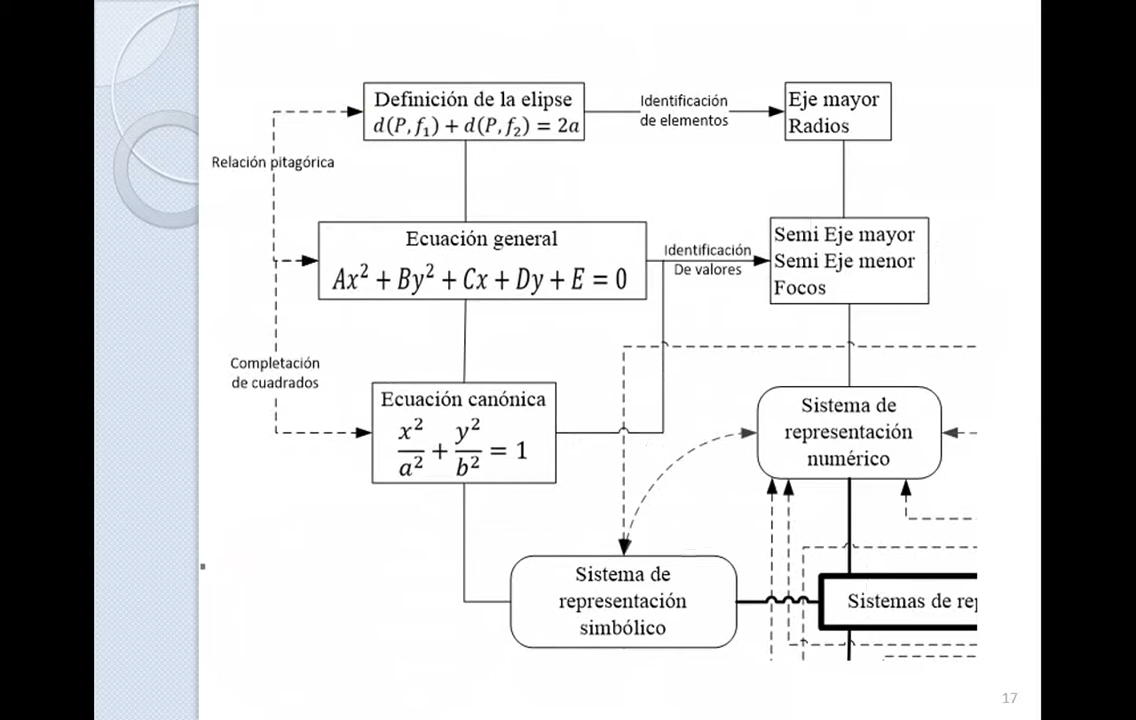 Definición de la elipse
d(P, f₁) + d(P, f₂) = 2a
Identificación
de elementos
Eje mayor
Radios
Relación pitagórica
Ecuación general
Ax² + By² + Cx + Dy + E = 0
Identificación
De valores
Semi Eje mayor
Semi Eje menor
Focos
Completación
de cuadrados
Ecuación canónica
x²/a² + y²/b² = 1
Sistema de
representación
numérico
Sistema de
representación
simbólico
Sistemas de rep
17